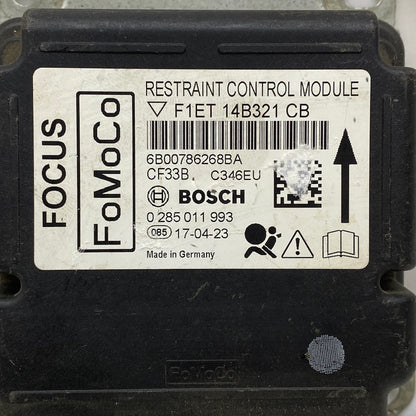 FOCUS
FoMoCo
RESTRAINT CONTROL MODULE
F1ET 14B321 CB
6B00786268BA
CF33B C346EU
BOSCH
0 285 011 993
085 17-04-23
Made in Germany
FoMoCo